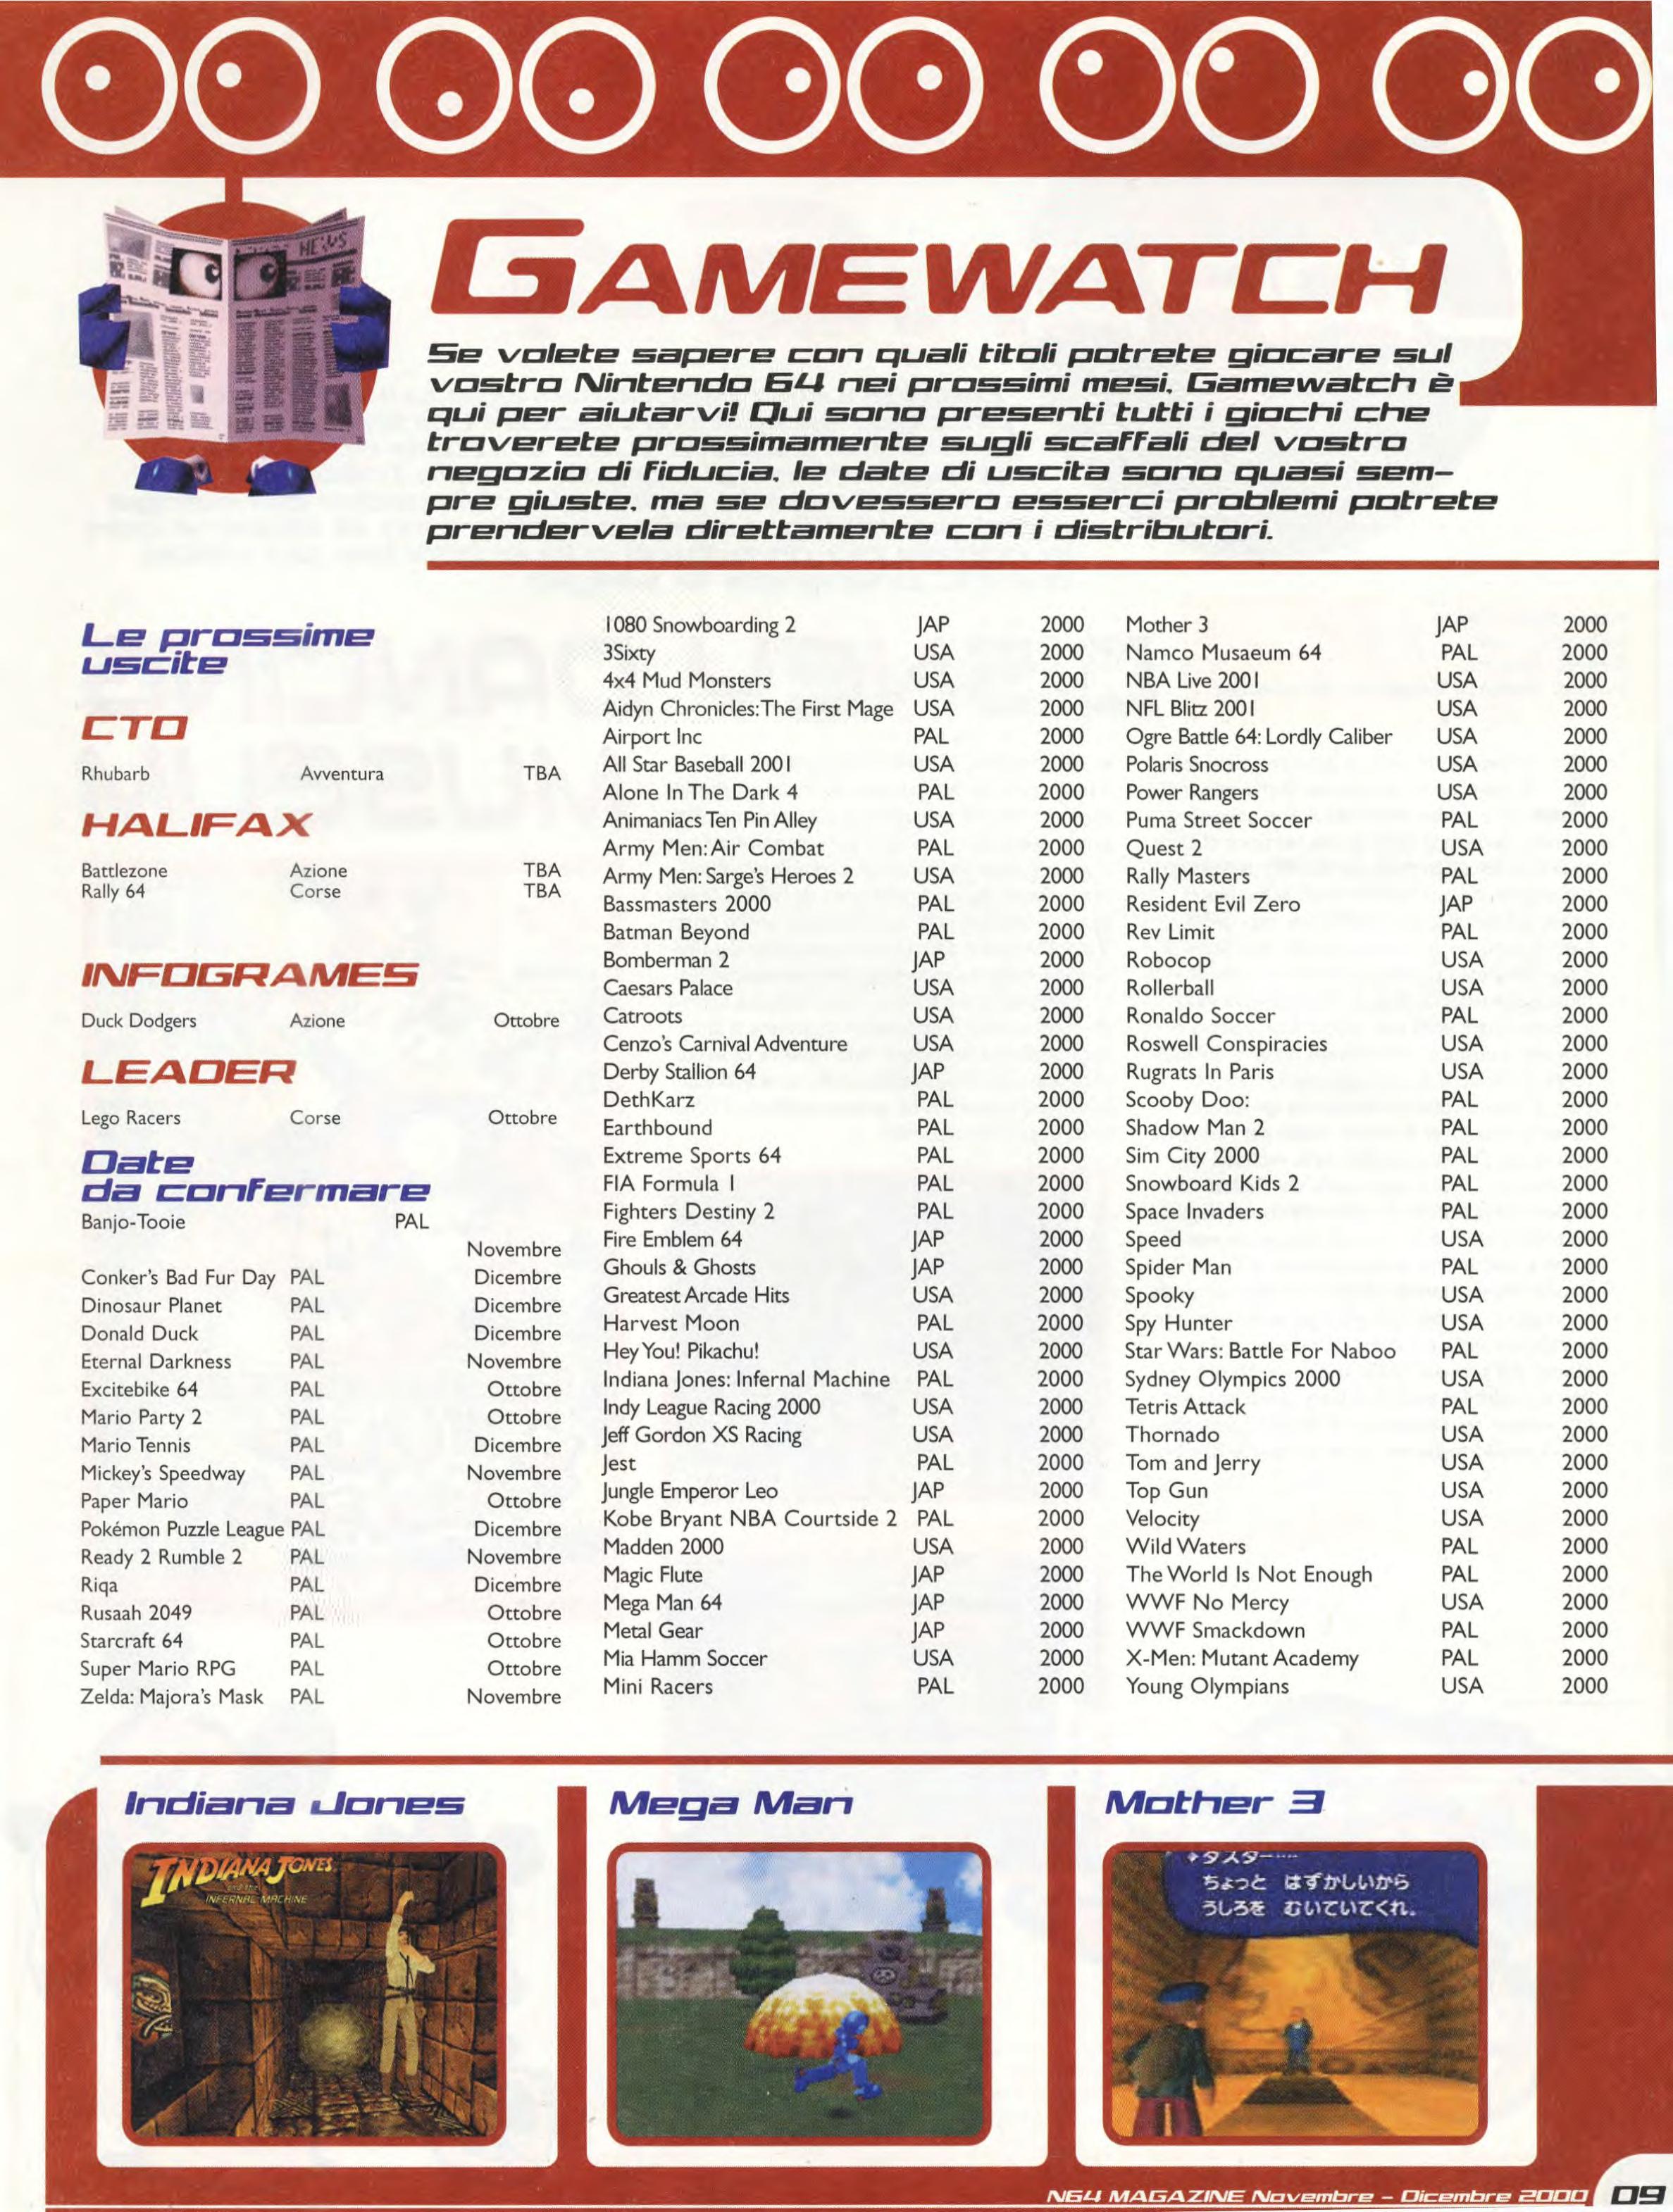 HEWS
GAMEWATCH
Se volete sapere con quali titoli potrete giocare sul
vostro Nintendo 64 nei prossimi mesi, Gamewatch è
qui per aiutarvi! Qui sono presenti tutti i giochi che
troverete prossimamente sugli scaffali del vostro
negozio di fiducia, le date di uscita sono quasi sem-
pre giuste, ma se dovessero esserci problemi potrete
prendervela direttamente con i distributori.
Le prossime
uscite
CTO
Rhubarb Avventura TBA
HALIFAX
Battlezone Azione TBA
Rally 64 Corse TBA
INFOGRAMES
Duck Dodgers Azione Ottobre
LEADER
Lego Racers Corse Ottobre
Date
da confermare
Banjo-Tooie PAL
Novembre
Conker's Bad Fur Day PAL Dicembre
Dinosaur Planet PAL Dicembre
Donald Duck PAL Dicembre
Eternal Darkness PAL Novembre
Excitebike 64 PAL Ottobre
Mario Party 2 PAL Ottobre
Mario Tennis PAL Dicembre
Mickey's Speedway PAL Novembre
Paper Mario PAL Ottobre
Pokémon Puzzle League PAL Dicembre
Ready 2 Rumble 2 PAL Novembre
Riqa PAL Dicembre
Rusaah 2049 PAL Ottobre
Starcraft 64 PAL Ottobre
Super Mario RPG PAL Ottobre
Zelda: Majora's Mask PAL Novembre
1080 Snowboarding 2 JAP 2000
3Sixty USA 2000
4x4 Mud Monsters USA 2000
Aidyn Chronicles: The First Mage USA 2000
Airport Inc PAL 2000
All Star Baseball 2001 USA 2000
Alone In The Dark 4 PAL 2000
Animaniacs Ten Pin Alley USA 2000
Army Men: Air Combat PAL 2000
Army Men: Sarge's Heroes 2 USA 2000
Bassmasters 2000 PAL 2000
Batman Beyond PAL 2000
Bomberman 2 JAP 2000
Caesars Palace USA 2000
Catroots USA 2000
Cenzo's Carnival Adventure USA 2000
Derby Stallion 64 JAP 2000
DethKarz PAL 2000
Earthbound PAL 2000
Extreme Sports 64 PAL 2000
FIA Formula 1 PAL 2000
Fighters Destiny 2 PAL 2000
Fire Emblem 64 JAP 2000
Ghouls & Ghosts JAP 2000
Greatest Arcade Hits USA 2000
Harvest Moon PAL 2000
Hey You! Pikachu! USA 2000
Indiana Jones: Infernal Machine PAL 2000
Indy League Racing 2000 USA 2000
Jeff Gordon XS Racing USA 2000
Jest PAL 2000
Jungle Emperor Leo JAP 2000
Kobe Bryant NBA Courtside 2 PAL 2000
Madden 2000 USA 2000
Magic Flute JAP 2000
Mega Man 64 JAP 2000
Metal Gear JAP 2000
Mia Hamm Soccer USA 2000
Mini Racers PAL 2000
Mother 3 JAP 2000
Namco Musaeum 64 PAL 2000
NBA Live 2001 USA 2000
NFL Blitz 2001 USA 2000
Ogre Battle 64: Lordly Caliber USA 2000
Polaris Snocross USA 2000
Power Rangers USA 2000
Puma Street Soccer PAL 2000
Quest 2 USA 2000
Rally Masters PAL 2000
Resident Evil Zero JAP 2000
Rev Limit PAL 2000
Robocop USA 2000
Rollerball USA 2000
Ronaldo Soccer PAL 2000
Roswell Conspiracies USA 2000
Rugrats In Paris USA 2000
Scooby Doo: PAL 2000
Shadow Man 2 PAL 2000
Sim City 2000 PAL 2000
Snowboard Kids 2 PAL 2000
Space Invaders PAL 2000
Speed USA 2000
Spider Man PAL 2000
Spooky USA 2000
Spy Hunter USA 2000
Star Wars: Battle For Naboo PAL 2000
Sydney Olympics 2000 USA 2000
Tetris Attack PAL 2000
Thornado USA 2000
Tom and Jerry USA 2000
Top Gun USA 2000
Velocity USA 2000
Wild Waters PAL 2000
The World Is Not Enough PAL 2000
WWF No Mercy USA 2000
WWF Smackdown PAL 2000
X-Men: Mutant Academy PAL 2000
Young Olympians USA 2000
Indiana Jones
INDIANA JONES
and the
INFERNAL MACHINE
Mega Man
Mother 3
ダスター……
ちょっと はずかしいから
うしろを むいていてくれ。
N64 MAGAZINE Novembre - Dicembre 2000 09